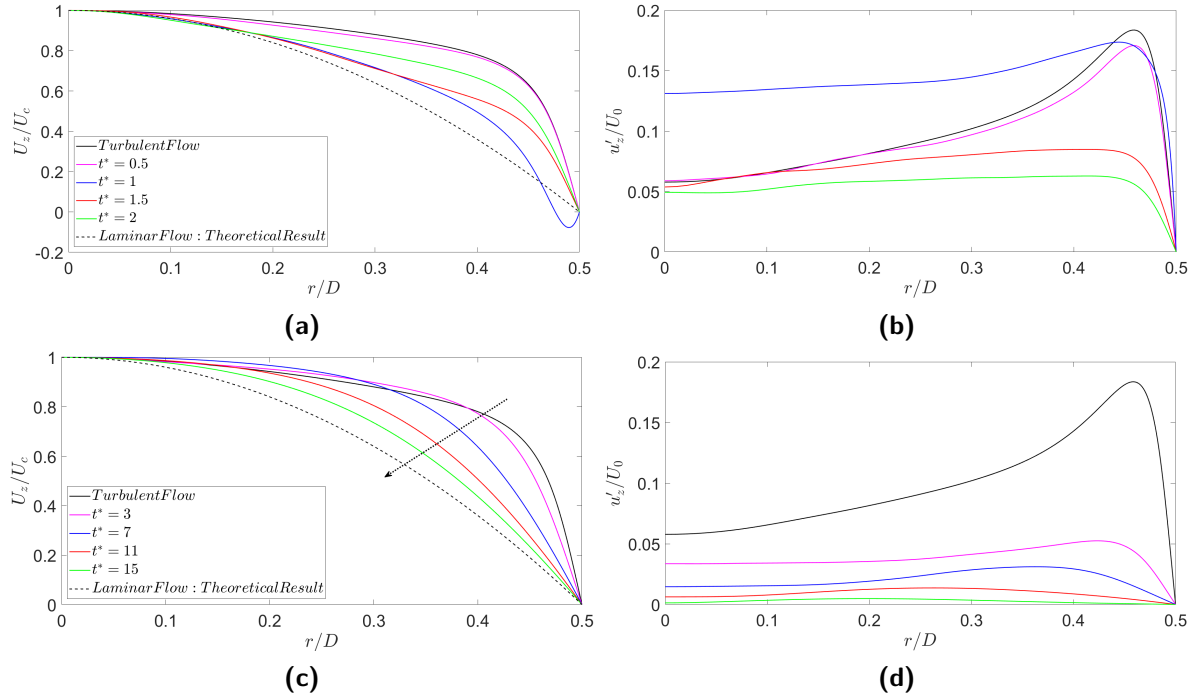 1
0.8
0.6
0.4
0.2
0
-0.2
U_z/U_c
TurbulentFlow
t* = 0.5
t* = 1
t* = 1.5
t* = 2
LaminarFlow : TheoreticalResult
0 0.1 0.2 0.3 0.4 0.5
r/D
(a)
0.2
0.15
0.1
0.05
0
u′_z/U_0
0 0.1 0.2 0.3 0.4 0.5
r/D
(b)
1
0.8
0.6
0.4
0.2
0
U_z/U_c
TurbulentFlow
t* = 3
t* = 7
t* = 11
t* = 15
LaminarFlow : TheoreticalResult
0 0.1 0.2 0.3 0.4 0.5
r/D
(c)
0.2
0.15
0.1
0.05
0
u′_z/U_0
0 0.1 0.2 0.3 0.4 0.5
r/D
(d)